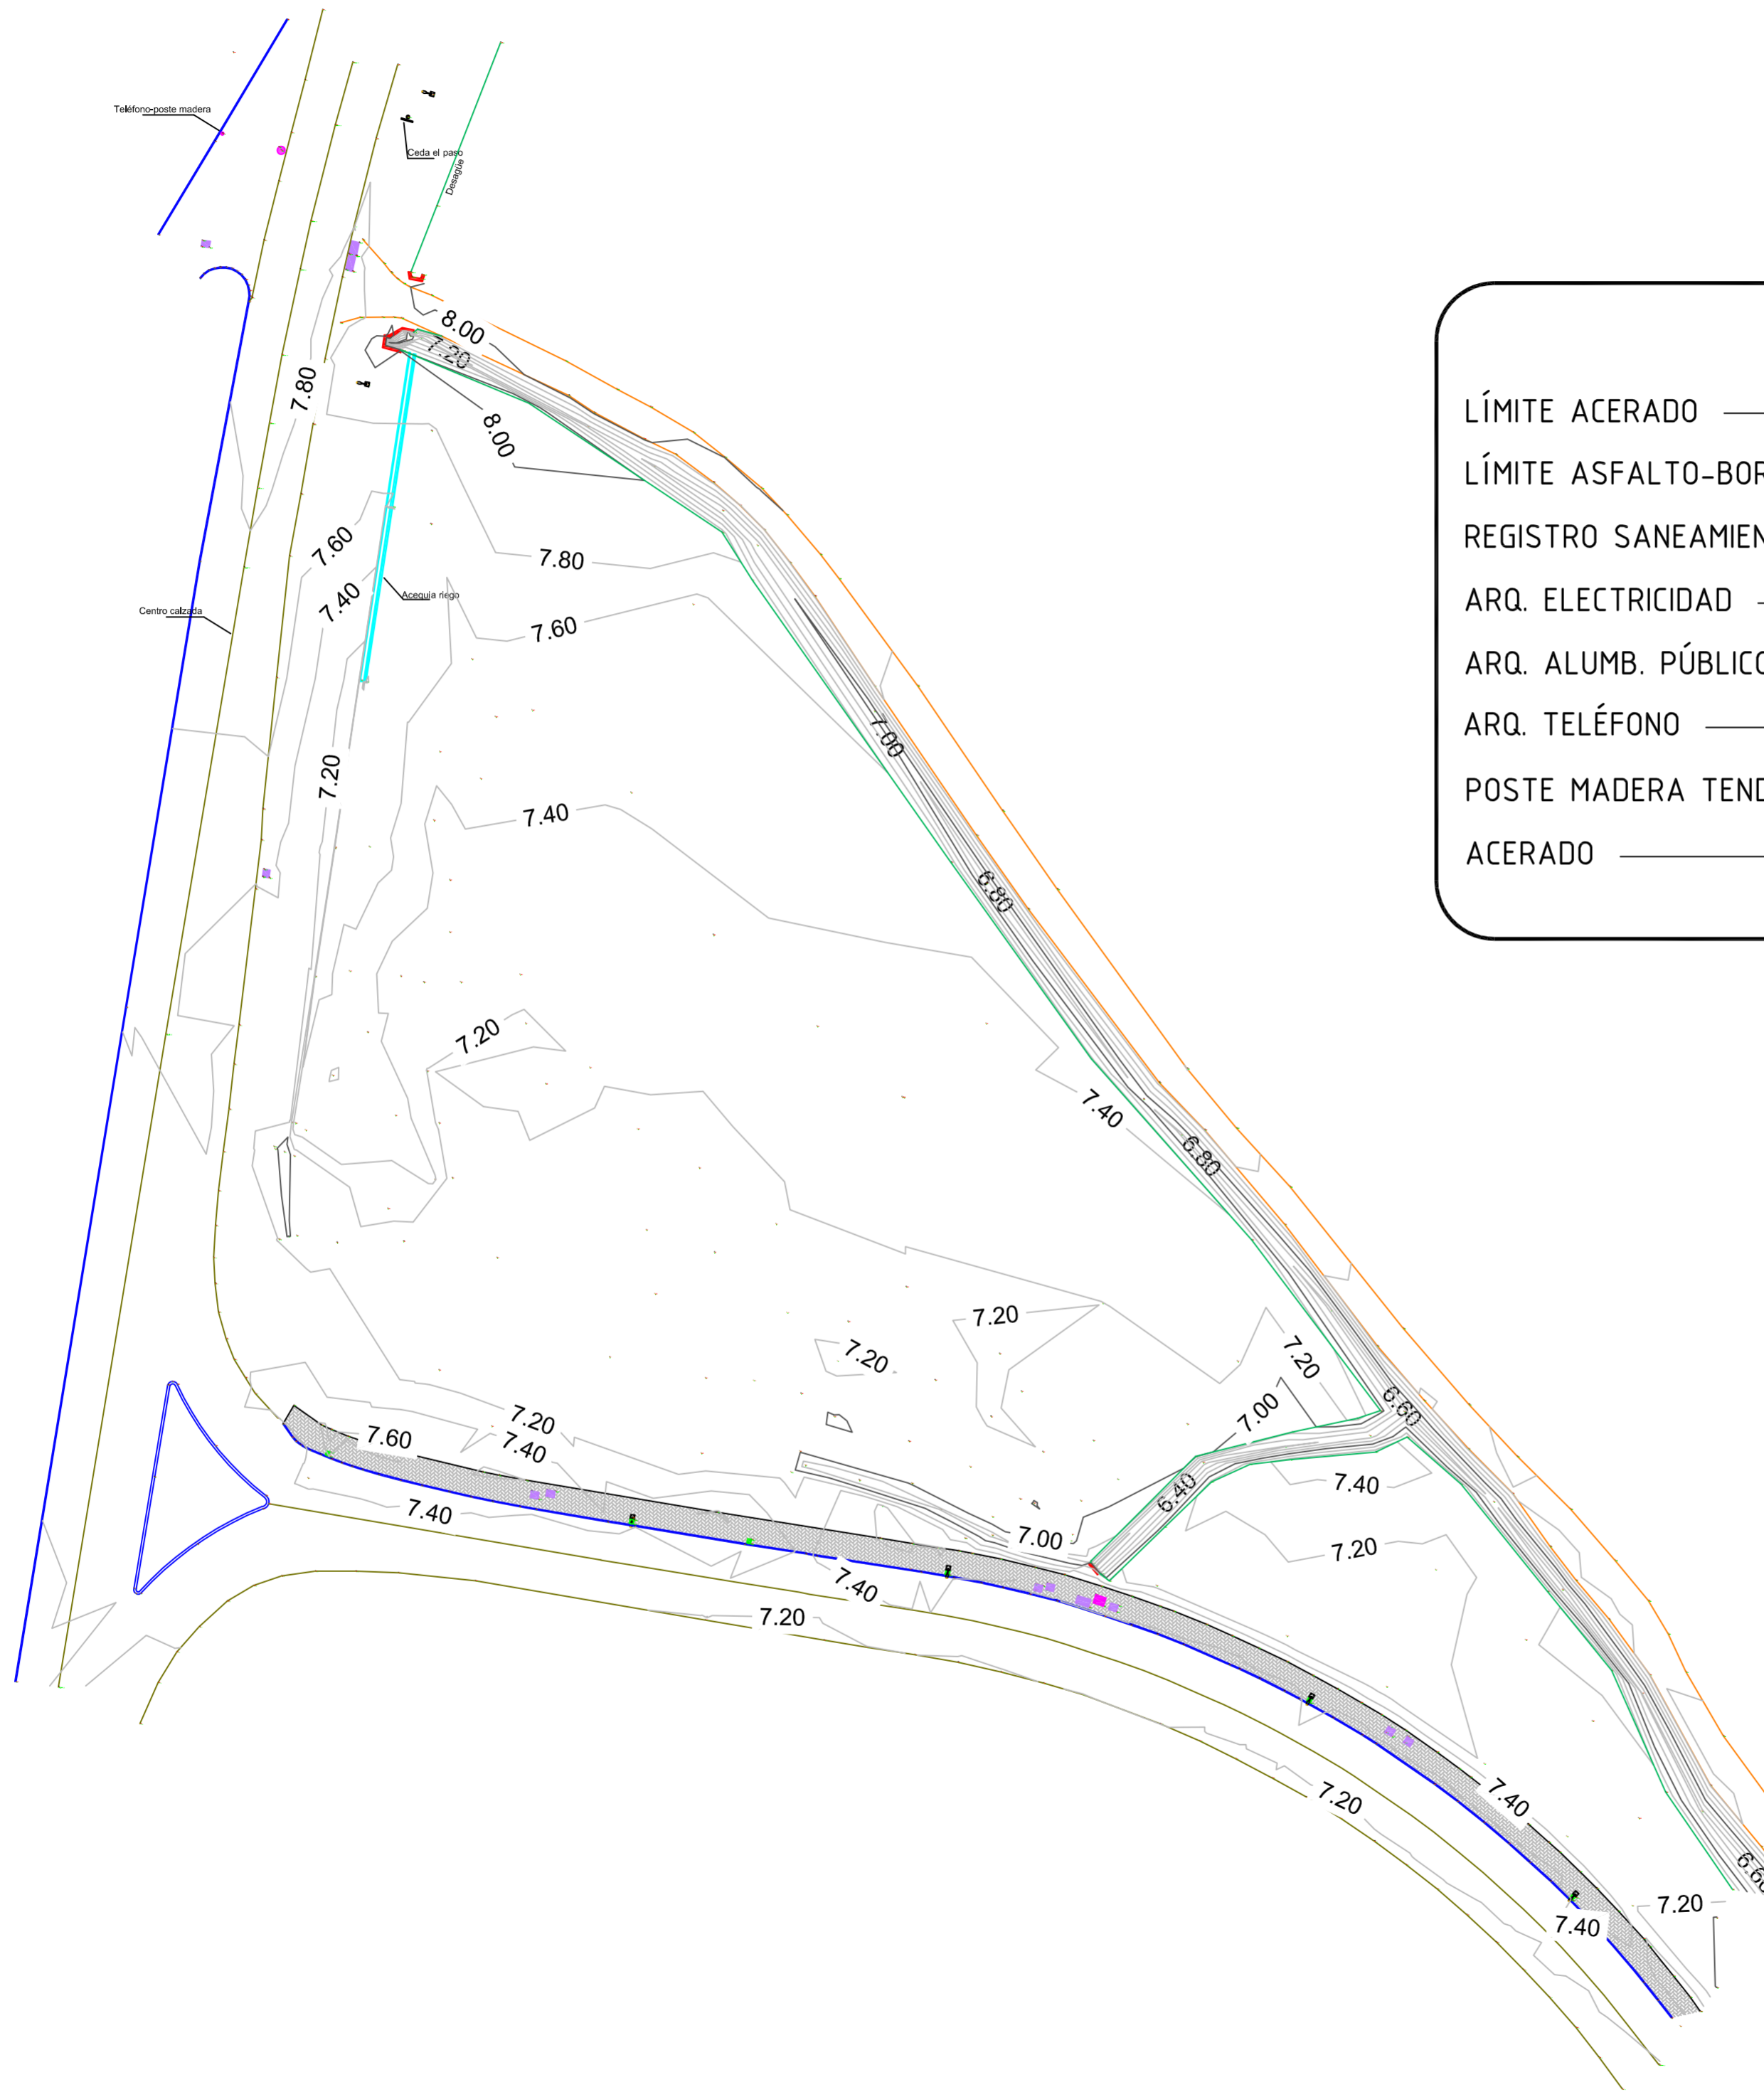 Teléfono-poste madera
Ceda el paso
Desagüe
8.00
7.20
7.80
8.00
LÍMITE ACERADO
LÍMITE ASFALTO-BOR
REGISTRO SANEAMIEN
ARQ. ELECTRICIDAD
ARQ. ALUMB. PÚBLICO
ARQ. TELÉFONO
POSTE MADERA TEND
ACERADO
7.60
7.80
7.40
Acequia riego
Centro calzada
7.60
7.00
7.20
7.40
6.80
7.20
7.40
6.80
7.20
7.20
7.20
7.20
7.00
6.60
7.60
7.40
7.40
6.40
7.40
7.00
7.20
7.40
7.20
7.20
7.40
6.60
7.20
7.40